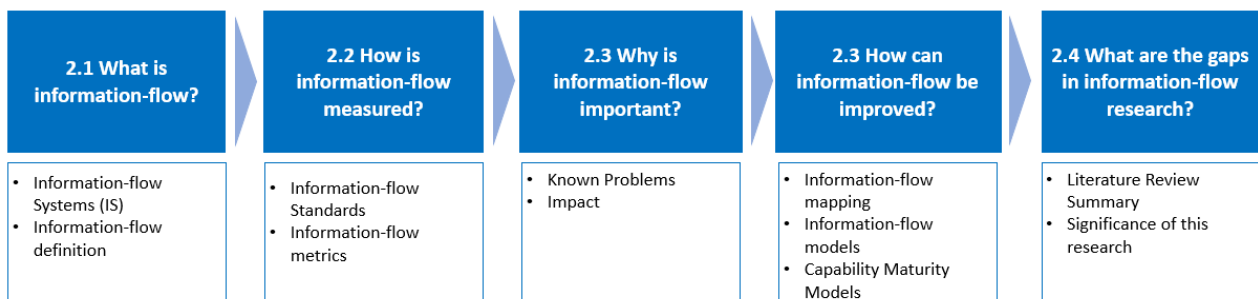 2.1 What is
information-flow?
2.2 How is
information-flow
measured?
2.3 Why is
information-flow
important?
2.3 How can
information-flow be
improved?
2.4 What are the gaps
in information-flow
research?
• Information-flow
Systems (IS)
• Information-flow
definition
• Information-flow
Standards
• Information-flow
metrics
• Known Problems
• Impact
• Information-flow
mapping
• Information-flow
models
• Capability Maturity
Models
• Literature Review
Summary
• Significance of this
research